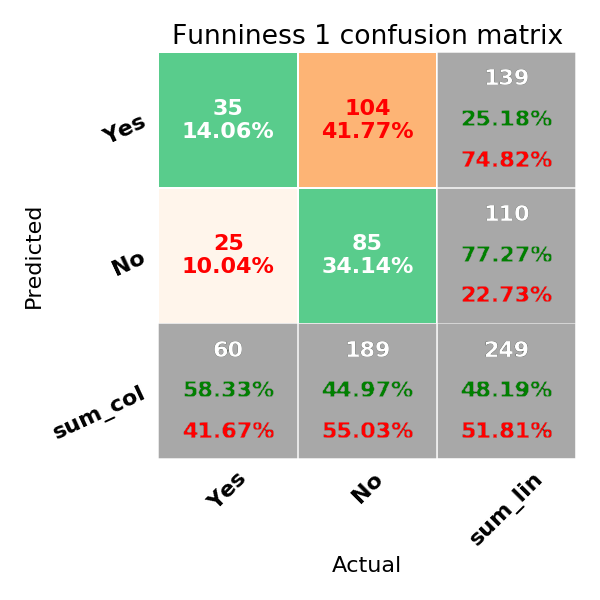 Funniness 1 confusion matrix
Predicted
Yes
35
14.06%
104
41.77%
139
25.18%
74.82%
No
25
10.04%
85
34.14%
110
77.27%
22.73%
sum_col
60
58.33%
41.67%
189
44.97%
55.03%
249
48.19%
51.81%
Yes
No
sum_lin
Actual